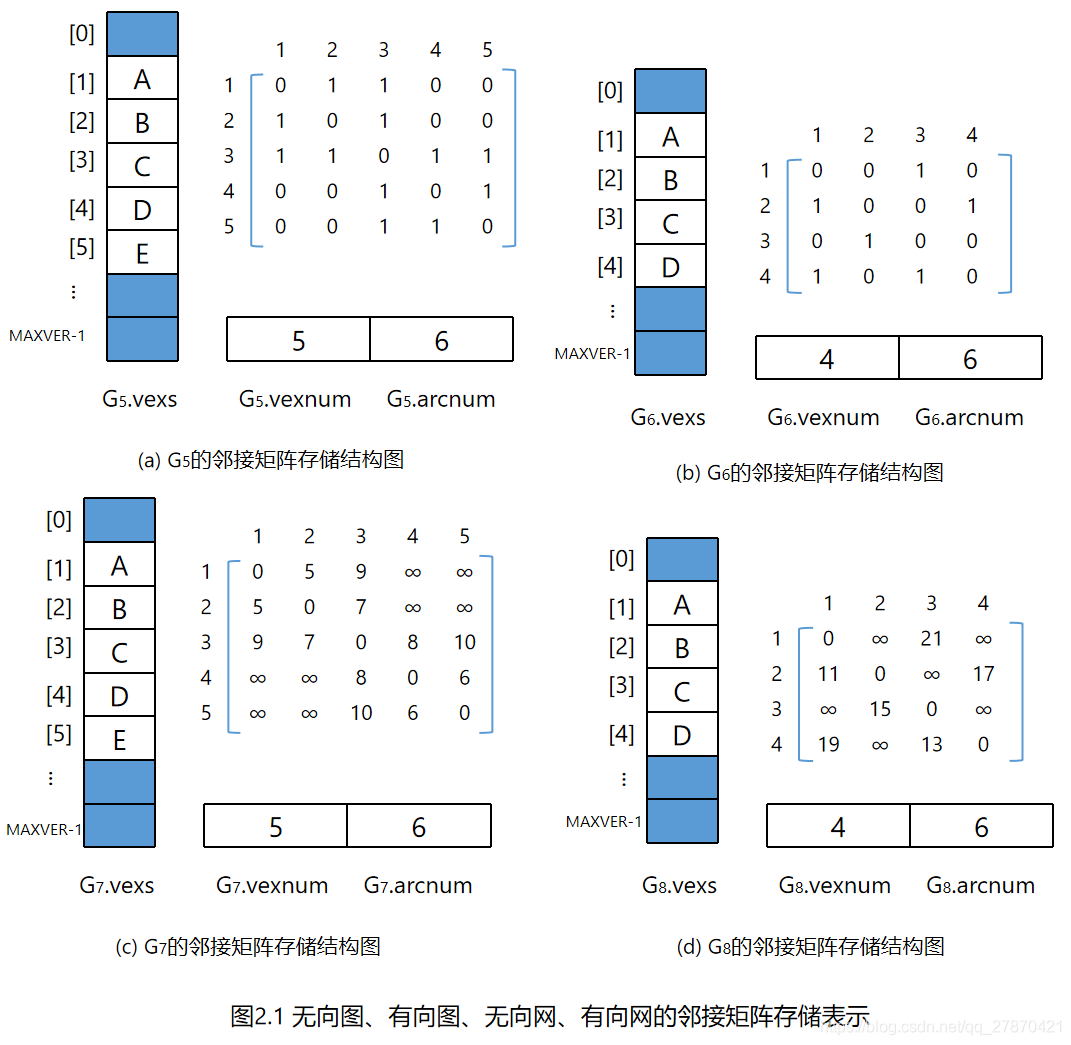 [0]
[1] A
[2] B
[3] C
[4] D
[5] E
⋮
MAXVER-1
1 2 3 4 5
1 0 1 1 0 0
2 1 0 1 0 0
3 1 1 0 1 1
4 0 0 1 0 1
5 0 0 1 1 0
5 6
G5.vexs G5.vexnum G5.arcnum
(a) G5的邻接矩阵存储结构图
[0]
[1] A
[2] B
[3] C
[4] D
⋮
MAXVER-1
1 2 3 4
1 0 0 1 0
2 1 0 0 1
3 0 1 0 0
4 1 0 1 0
4 6
G6.vexs G6.vexnum G6.arcnum
(b) G6的邻接矩阵存储结构图
[0]
[1] A
[2] B
[3] C
[4] D
[5] E
⋮
MAXVER-1
1 2 3 4 5
1 0 5 9 ∞ ∞
2 5 0 7 ∞ ∞
3 9 7 0 8 10
4 ∞ ∞ 8 0 6
5 ∞ ∞ 10 6 0
5 6
G7.vexs G7.vexnum G7.arcnum
(c) G7的邻接矩阵存储结构图
[0]
[1] A
[2] B
[3] C
[4] D
⋮
MAXVER-1
1 2 3 4
1 0 ∞ 21 ∞
2 11 0 ∞ 17
3 ∞ 15 0 ∞
4 19 ∞ 13 0
4 6
G8.vexs G8.vexnum G8.arcnum
(d) G8的邻接矩阵存储结构图
图2.1 无向图、有向图、无向网、有向网的邻接矩阵存储表示
https://blog.csdn.net/qq_27870421